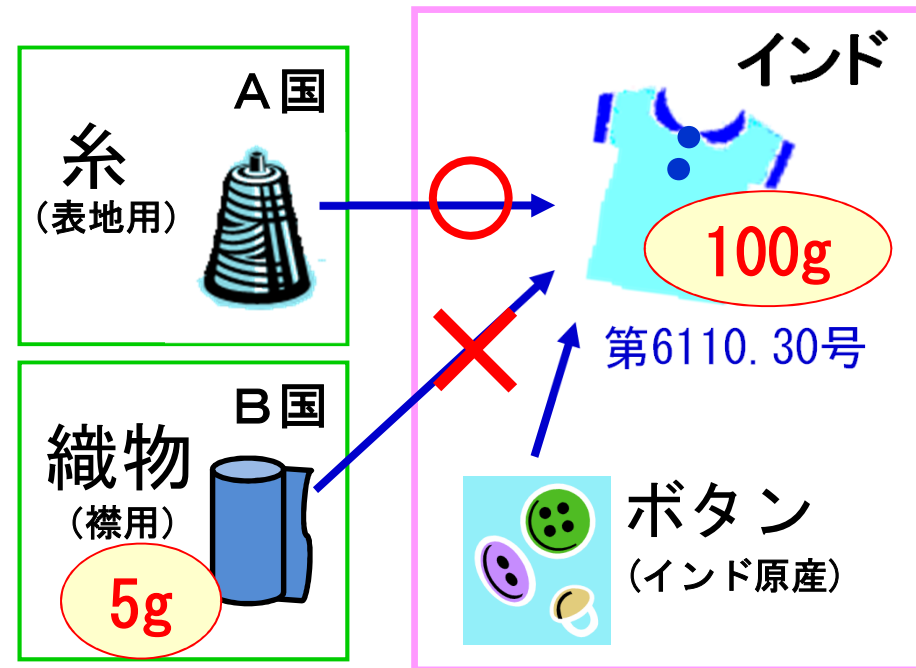 A国
糸
(表地用)
B国
織物
(襟用)
5g
インド
100g
第6110.30号
ボタン
(インド原産)